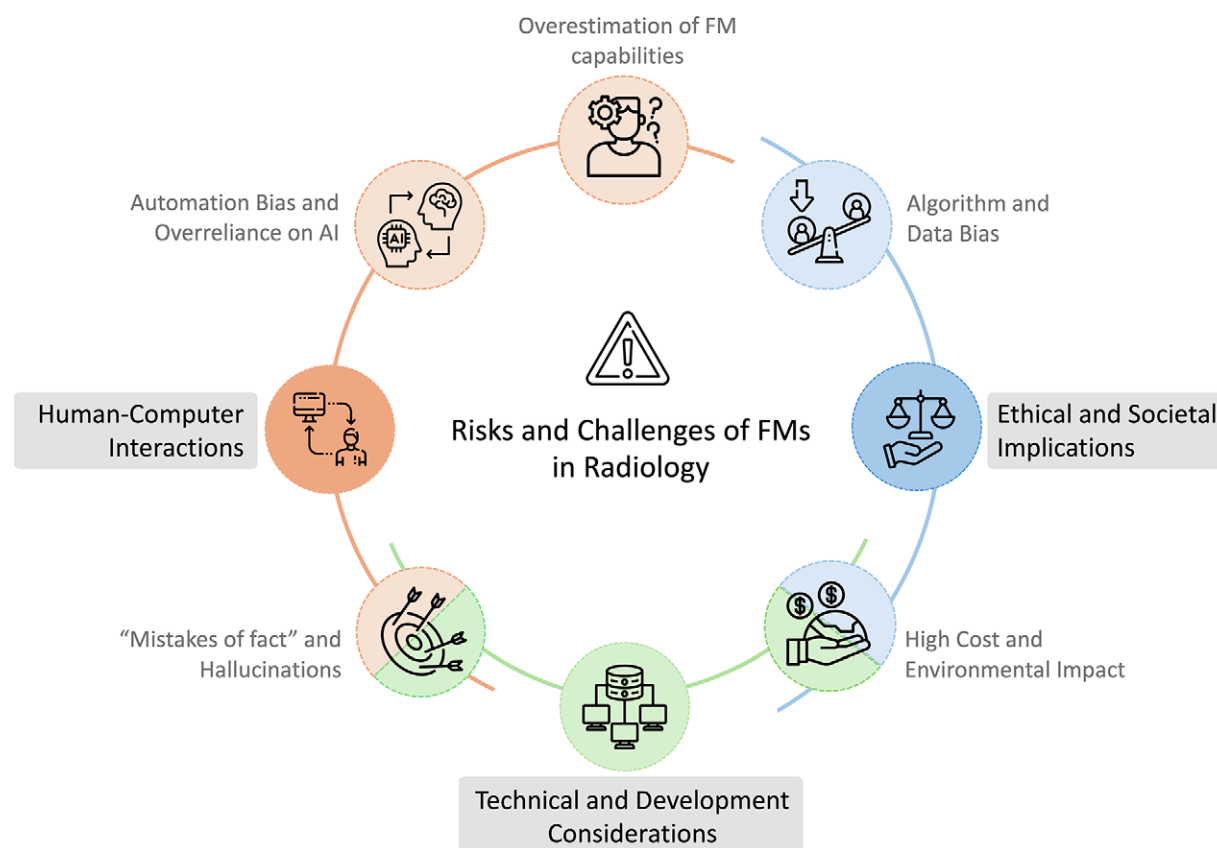 Overestimation of FM
capabilities
Automation Bias and
Overreliance on AI
AI
Algorithm and
Data Bias
Human-Computer
Interactions
Risks and Challenges of FMs
in Radiology
Ethical and Societal
Implications
“Mistakes of fact” and
Hallucinations
$ $
High Cost and
Environmental Impact
Technical and Development
Considerations